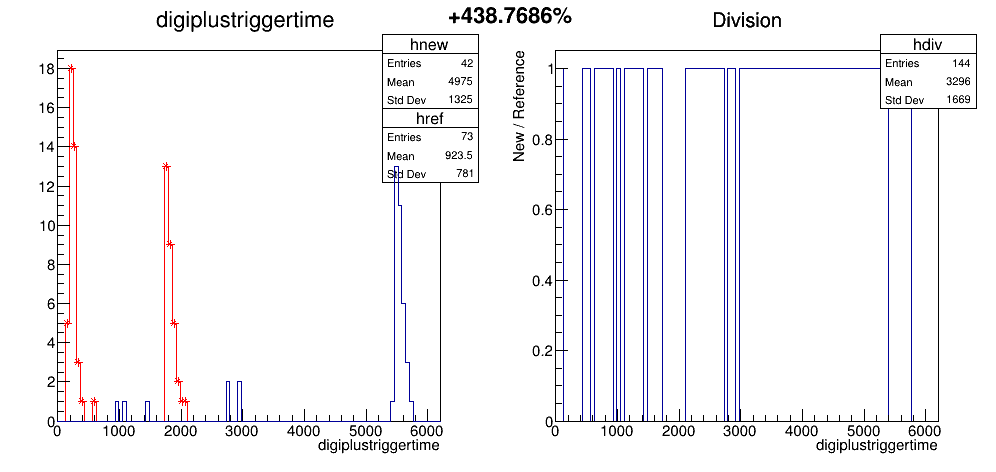 +438.7686%
digiplustriggertime
hnew
Entries 42
Mean 4975
Std Dev 1325
href
Entries 73
Mean 923.5
Std Dev 781
18
16
14
12
10
8
6
4
2
0
0 1000 2000 3000 4000 5000 6000
digiplustriggertime
Division
hdiv
Entries 144
Mean 3296
Std Dev 1669
New / Reference
1
0.8
0.6
0.4
0.2
0
0 1000 2000 3000 4000 5000 6000
digiplustriggertime